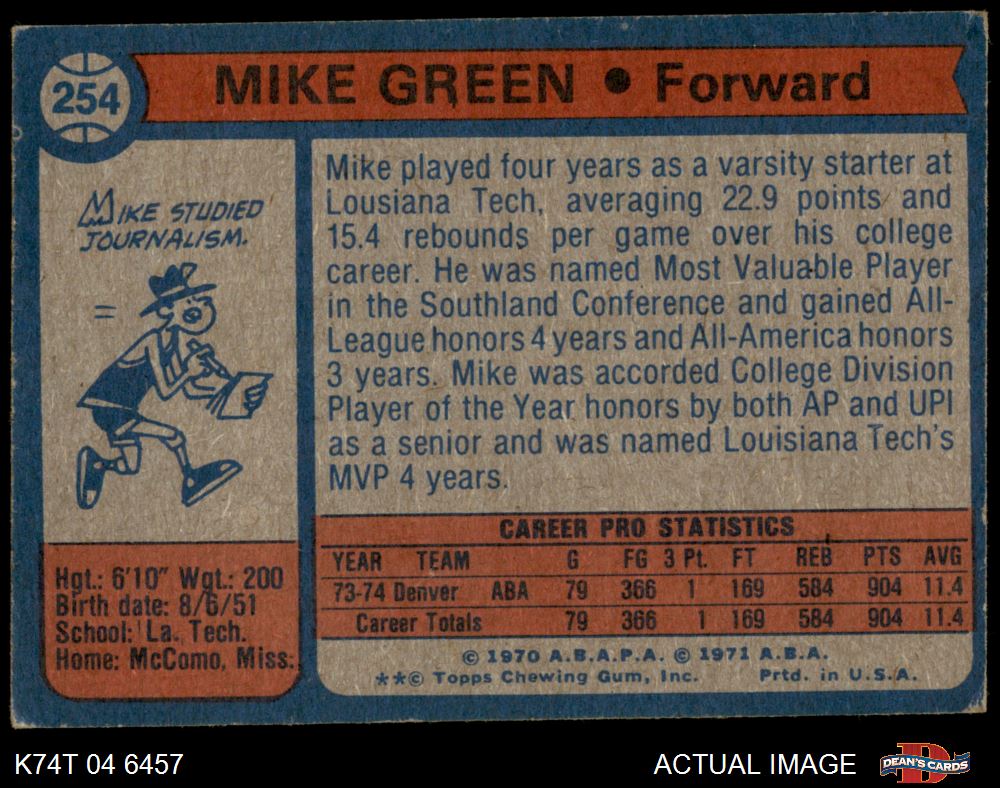 254
MIKE GREEN • Forward
MIKE STUDIED
JOURNALISM.
Mike played four years as a varsity starter at
Lousiana Tech, averaging 22.9 points and
15.4 rebounds per game over his college
career. He was named Most Valuable Player
in the Southland Conference and gained All-
League honors 4 years and All-America honors
3 years. Mike was accorded College Division
Player of the Year honors by both AP and UPI
as a senior and was named Louisiana Tech's
MVP 4 years.
Hgt.: 6'10" Wgt.: 200
Birth date: 8/6/51
School: La. Tech.
Home: McComo, Miss.
CAREER PRO STATISTICS
YEAR TEAM G FG 3 Pt. FT REB PTS AVG
73-74 Denver ABA 79 366 1 169 584 904 11.4
Career Totals 79 366 1 169 584 904 11.4
© 1970 A.B.A.P.A. © 1971 A.B.A.
**© Topps Chewing Gum, Inc. Prtd. in U.S.A.
K74T 04 6457 ACTUAL IMAGE DEAN'S CARDS